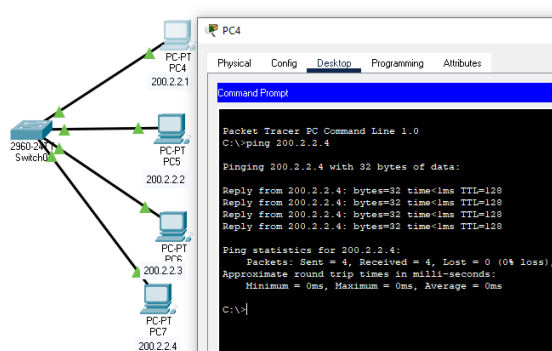 PC4
Physical Config Desktop Programming Attributes
Command Prompt
Packet Tracer PC Command Line 1.0
C:\>ping 200.2.2.4
Pinging 200.2.2.4 with 32 bytes of data:
Reply from 200.2.2.4: bytes=32 time<1ms TTL=128
Reply from 200.2.2.4: bytes=32 time<1ms TTL=128
Reply from 200.2.2.4: bytes=32 time<1ms TTL=128
Reply from 200.2.2.4: bytes=32 time<1ms TTL=128
Ping statistics for 200.2.2.4:
Packets: Sent = 4, Received = 4, Lost = 0 (0% loss),
Approximate round trip times in milli-seconds:
Minimum = 0ms, Maximum = 0ms, Average = 0ms
C:\>
PC-PT
PC4
200.2.2.1
PC-PT
PC5
200.2.2.2
PC-PT
PC6
200.2.2.3
PC-PT
PC7
200.2.2.4